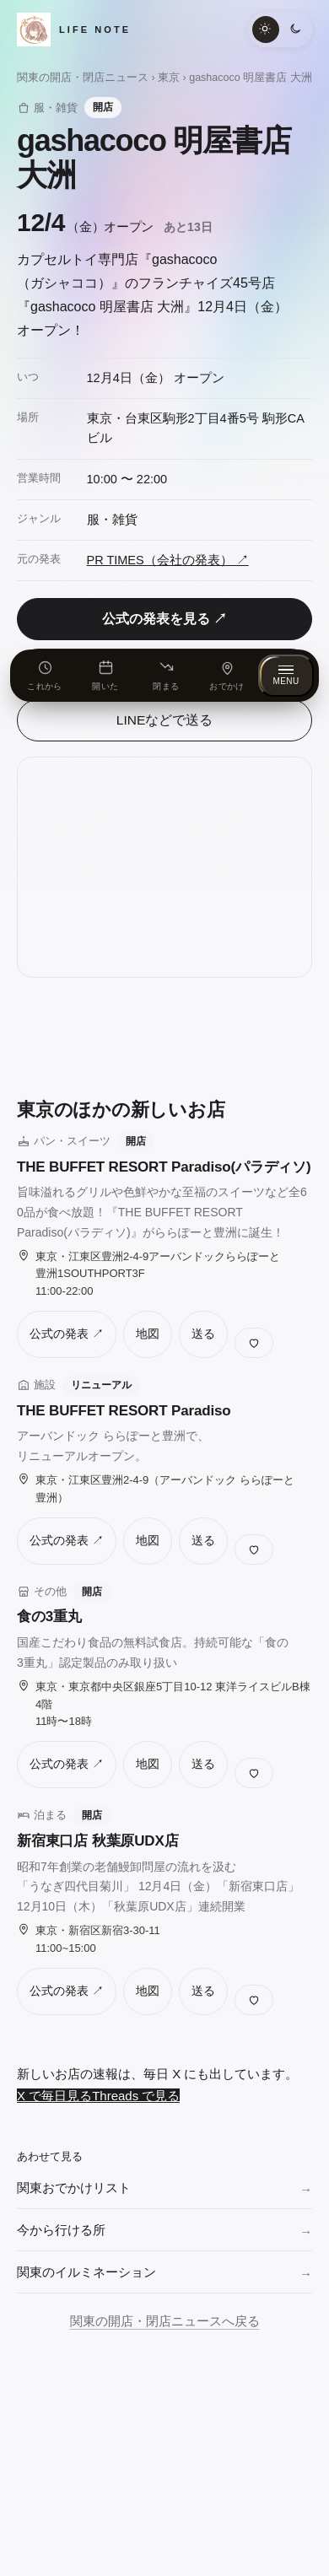 LIFE NOTE
関東の開店・閉店ニュース › 東京 › gashacoco 明屋書店 大洲
服・雑貨 開店
gashacoco 明屋書店
大洲
12/4（金）オープン あと13日
カプセルトイ専門店『gashacoco
（ガシャココ）』のフランチャイズ45号店
『gashacoco 明屋書店 大洲』12月4日（金）
オープン！
いつ 12月4日（金） オープン
場所 東京・台東区駒形2丁目4番5号 駒形CA
ビル
営業時間 10:00 〜 22:00
ジャンル 服・雑貨
元の発表 PR TIMES（会社の発表） ↗
公式の発表を見る ↗
これから 開いた 閉まる おでかけ MENU
LINEなどで送る
東京のほかの新しいお店
パン・スイーツ 開店
THE BUFFET RESORT Paradiso(パラディソ)
旨味溢れるグリルや色鮮やかな至福のスイーツなど全6
0品が食べ放題！『THE BUFFET RESORT
Paradiso(パラディソ)』がららぽーと豊洲に誕生！
東京・江東区豊洲2-4-9アーバンドックららぽーと
豊洲1SOUTHPORT3F
11:00-22:00
公式の発表 ↗ 地図 送る
施設 リニューアル
THE BUFFET RESORT Paradiso
アーバンドック ららぽーと豊洲で、
リニューアルオープン。
東京・江東区豊洲2-4-9（アーバンドック ららぽーと
豊洲）
公式の発表 ↗ 地図 送る
その他 開店
食の3重丸
国産こだわり食品の無料試食店。持続可能な「食の
3重丸」認定製品のみ取り扱い
東京・東京都中央区銀座5丁目10-12 東洋ライスビルB棟
4階
11時〜18時
公式の発表 ↗ 地図 送る
泊まる 開店
新宿東口店 秋葉原UDX店
昭和7年創業の老舗鰻卸問屋の流れを汲む
「うなぎ四代目菊川」 12月4日（金）「新宿東口店」
12月10日（木）「秋葉原UDX店」連続開業
東京・新宿区新宿3-30-11
11:00~15:00
公式の発表 ↗ 地図 送る
新しいお店の速報は、毎日 X にも出しています。
X で毎日見るThreads で見る
あわせて見る
関東おでかけリスト →
今から行ける所 →
関東のイルミネーション →
関東の開店・閉店ニュースへ戻る